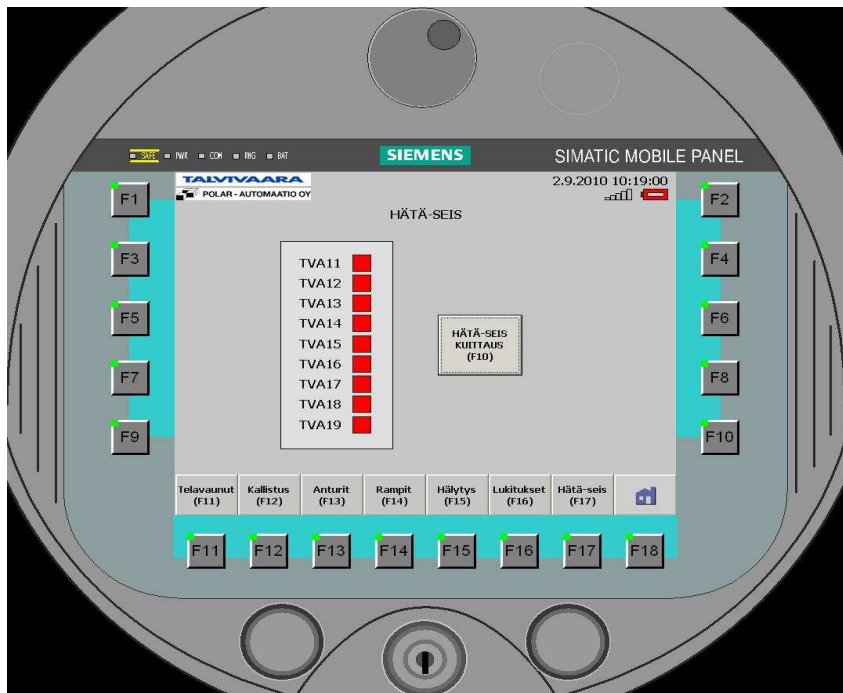 SAFE PWR COM RNG BAT
SIEMENS
SIMATIC MOBILE PANEL
TALVIVAARA
POLAR - AUTOMAATIO OY
2.9.2010 10:19:00
HÄTÄ-SEIS
F1
F2
F3
F4
F5
F6
F7
F8
F9
F10
TVA11
TVA12
TVA13
TVA14
TVA15
TVA16
TVA17
TVA18
TVA19
HÄTÄ-SEIS
KUITTAUS
(F10)
Telavaunut
(F11)
Kallistus
(F12)
Anturit
(F13)
Rampit
(F14)
Hälytys
(F15)
Lukitukset
(F16)
Hätä-seis
(F17)
F11 F12 F13 F14 F15 F16 F17 F18